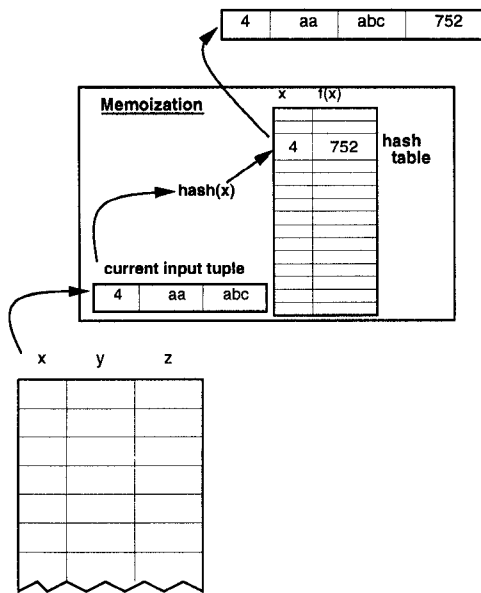 4 aa abc 752
x f(x)
Memoization
4 752
hash
table
hash(x)
current input tuple
4 aa abc
x y z